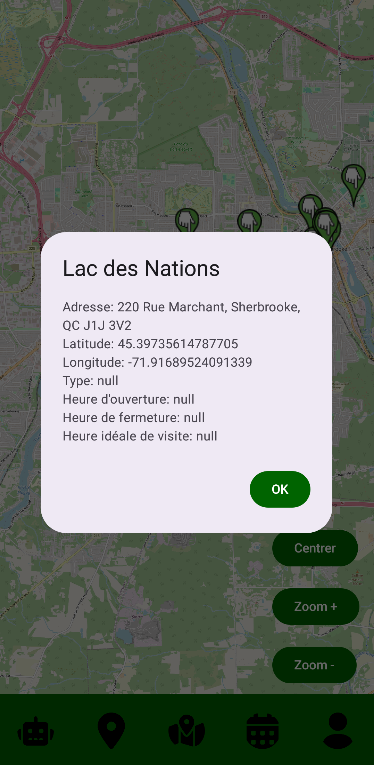 Lac des Nations
Adresse: 220 Rue Marchant, Sherbrooke,
QC J1J 3V2
Latitude: 45.39735614787705
Longitude: -71.91689524091339
Type: null
Heure d'ouverture: null
Heure de fermeture: null
Heure idéale de visite: null
OK
Centrer
Zoom +
Zoom -